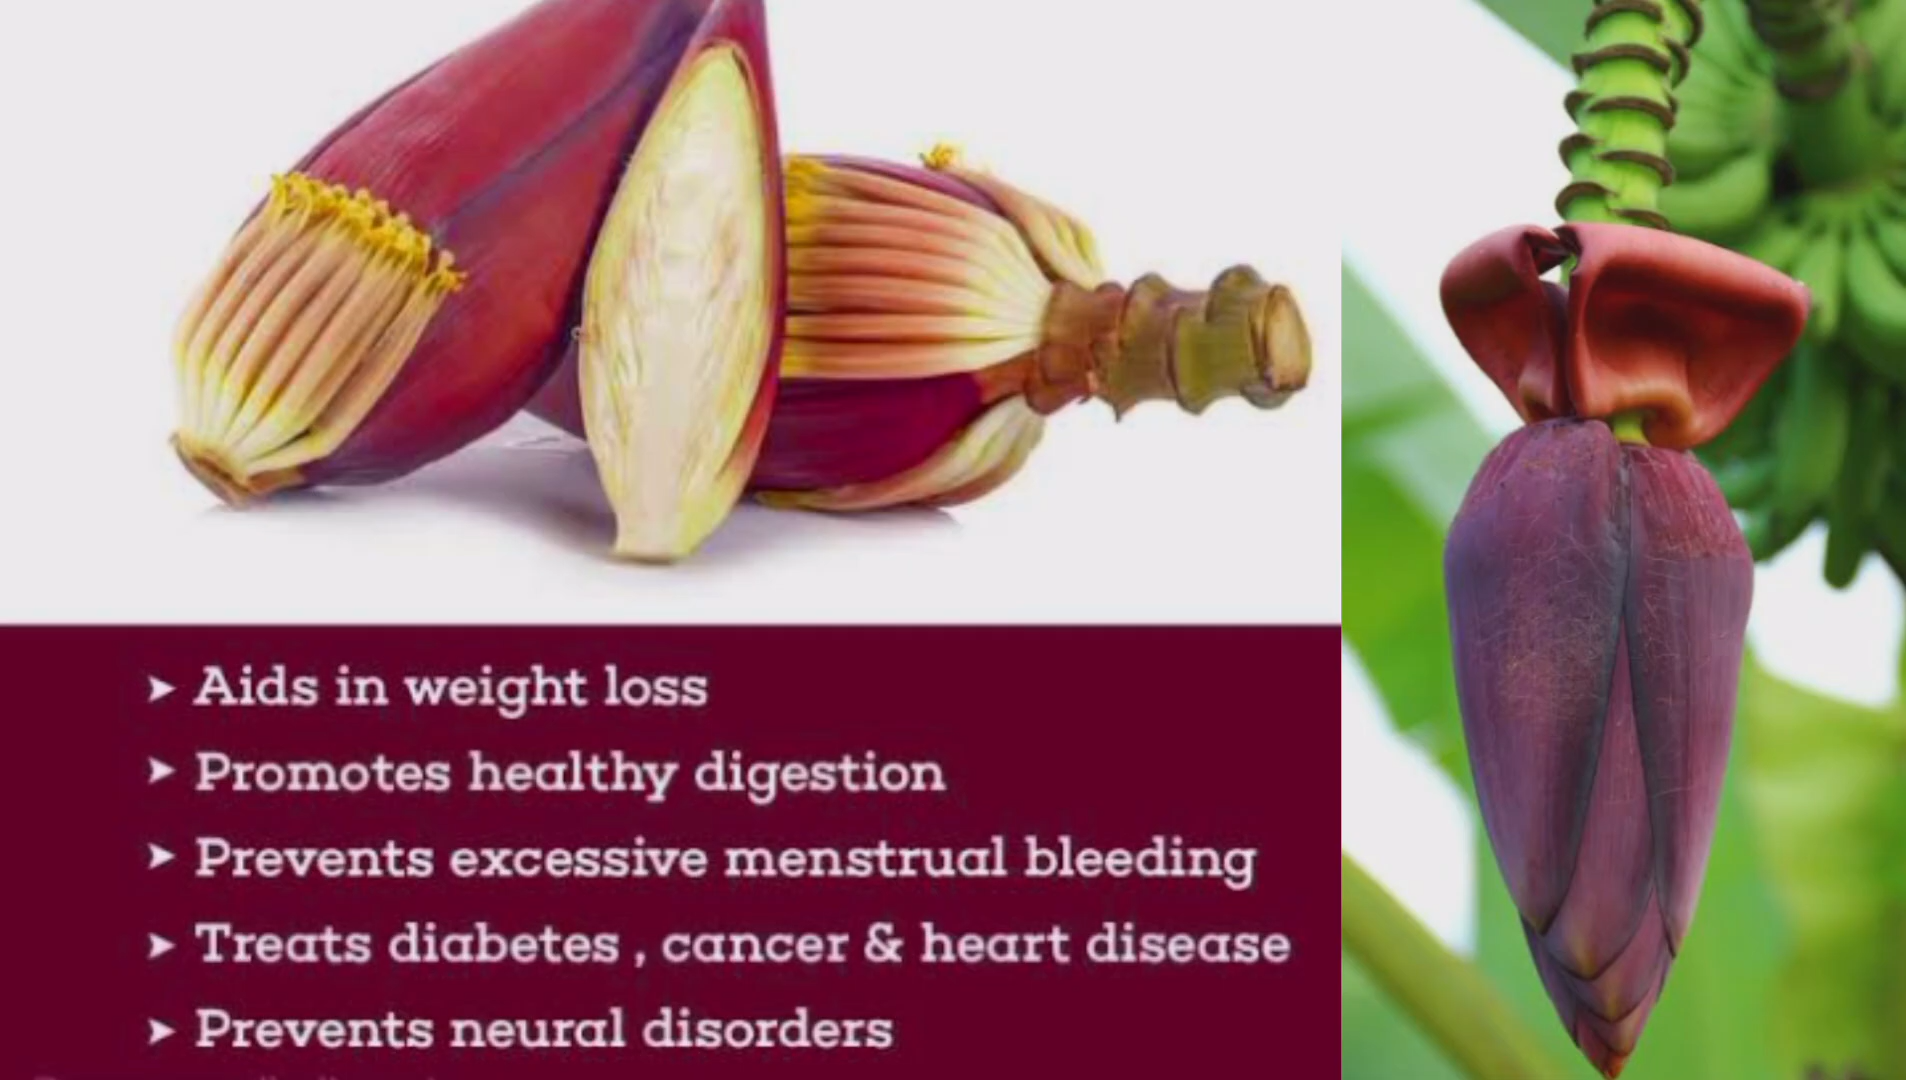 ➤ Aids in weight loss
➤ Promotes healthy digestion
➤ Prevents excessive menstrual bleeding
➤ Treats diabetes , cancer & heart disease
➤ Prevents neural disorders